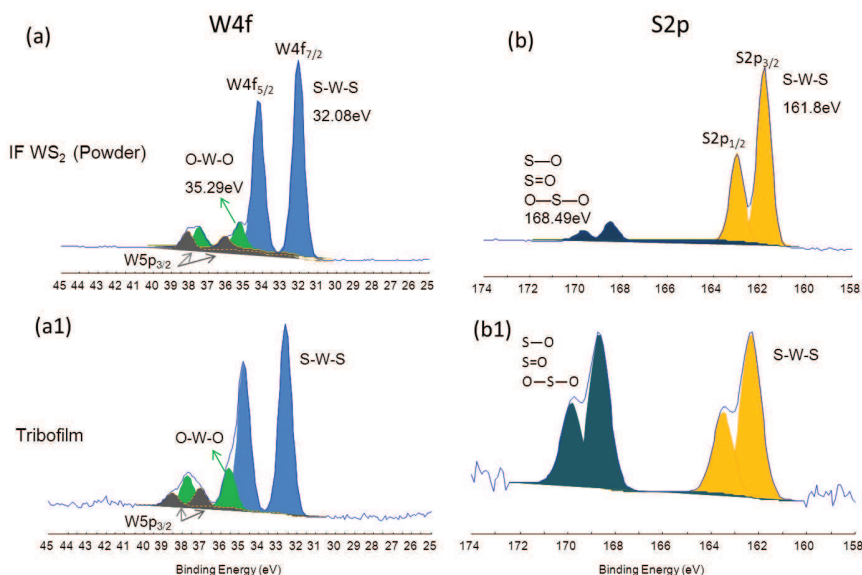 W4f
S2p
(a)
W4f7/2
W4f5/2
S-W-S
32.08eV
O-W-O
35.29eV
IF WS2 (Powder)
W5p3/2
45 44 43 42 41 40 39 38 37 36 35 34 33 32 31 30 29 28 27 26 25
(b)
S2p3/2
S-W-S
161.8eV
S2p1/2
S—O
S=O
O—S—O
168.49eV
174 172 170 168 166 164 162 160 158
(a1)
S-W-S
O-W-O
Tribofilm
W5p3/2
45 44 43 42 41 40 39 38 37 36 35 34 33 32 31 30 29 28 27 26 25
Binding Energy (eV)
(b1)
S—O
S=O
O—S—O
S-W-S
174 172 170 168 166 164 162 160 158
Binding Energy (eV)